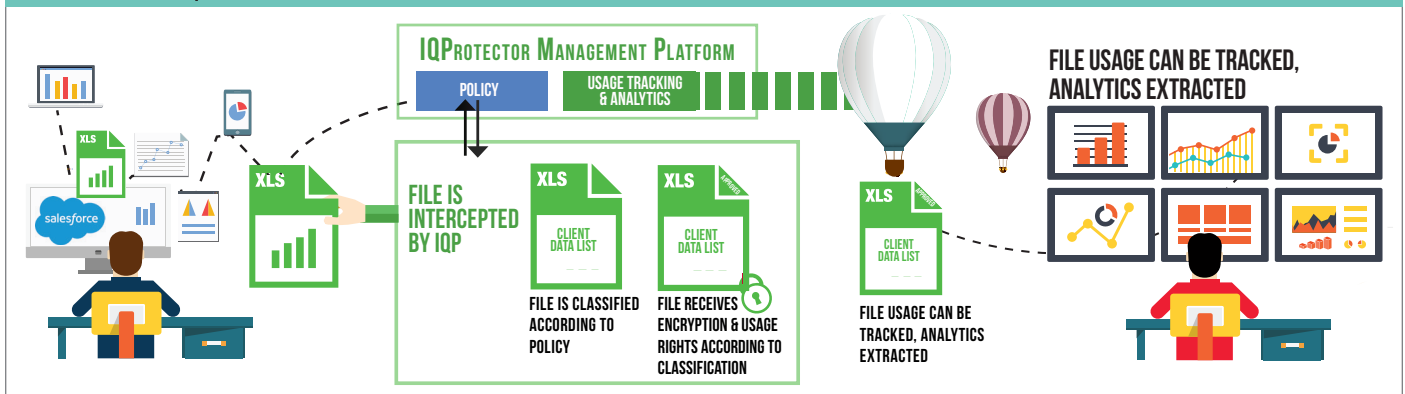 IQPROTECTOR MANAGEMENT PLATFORM
POLICY
USAGE TRACKING
& ANALYTICS
XLS
salesforce
XLS
FILE IS
INTERCEPTED
BY IQP
XLS
CLIENT
DATA LIST
FILE IS CLASSIFIED
ACCORDING TO
POLICY
XLS
APPROVED
CLIENT
DATA LIST
FILE RECEIVES
ENCRYPTION & USAGE
RIGHTS ACCORDING TO
CLASSIFICATION
XLS
APPROVED
CLIENT
DATA LIST
FILE USAGE CAN BE
TRACKED, ANALYTICS
EXTRACTED
FILE USAGE CAN BE TRACKED,
ANALYTICS EXTRACTED